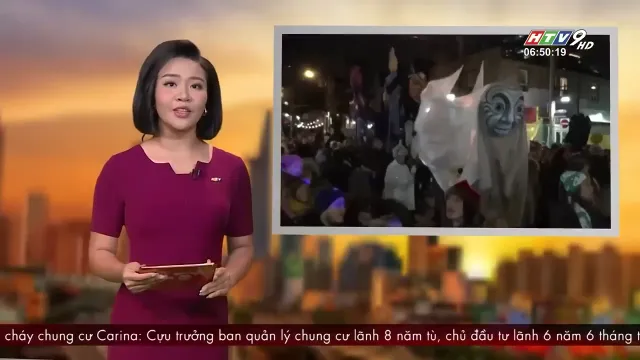 HTV9 HD
06:50:19
cháy chung cư Carina: Cựu trưởng ban quản lý chung cư lãnh 8 năm tù, chủ đầu tư lãnh 6 năm 6 tháng